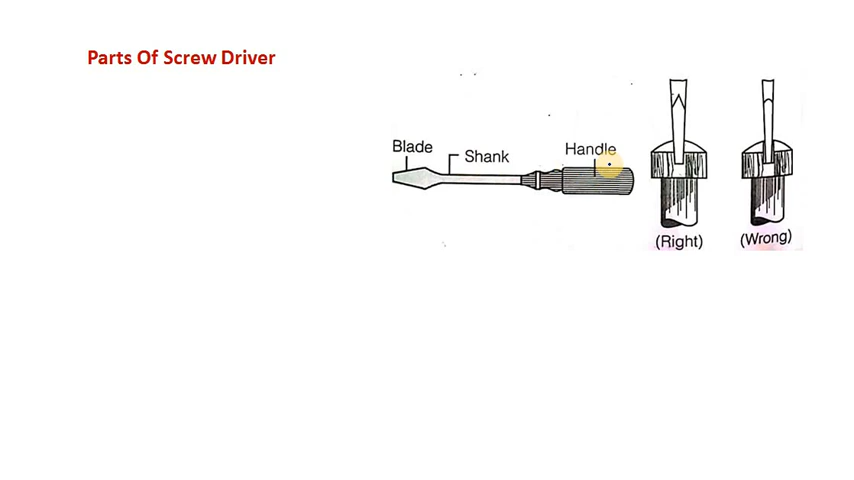 Parts Of Screw Driver
Blade
Shank
Handle
(Right)
(Wrong)